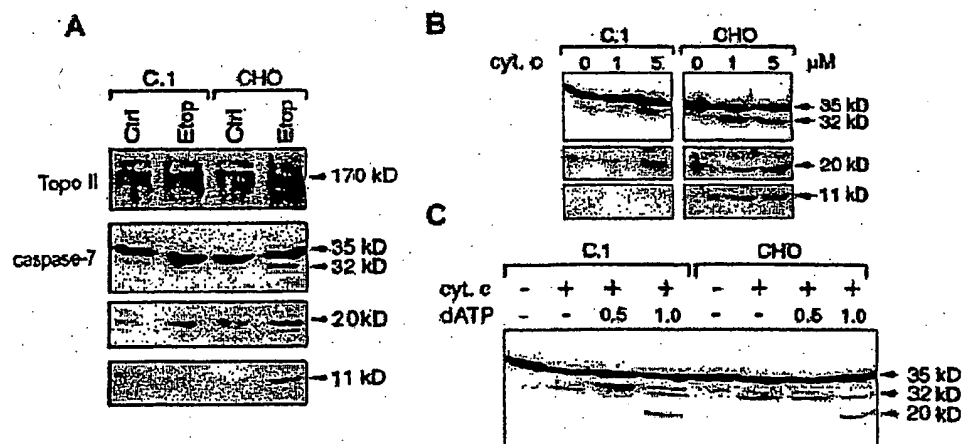 A
C.1 CHO
Ctrl Etop Ctrl Etop
Topo II 170 kD
caspase-7 35 kD
32 kD
20kD
11 kD
B
C.1 CHO
cyt. c 0 1 5 0 1 5 μM
35 kD
32 kD
20 kD
11 kD
C
C.1 CHO
cyt. c - + + + - + + +
dATP - - 0.5 1.0 - - 0.5 1.0
35 kD
32 kD
20 kD